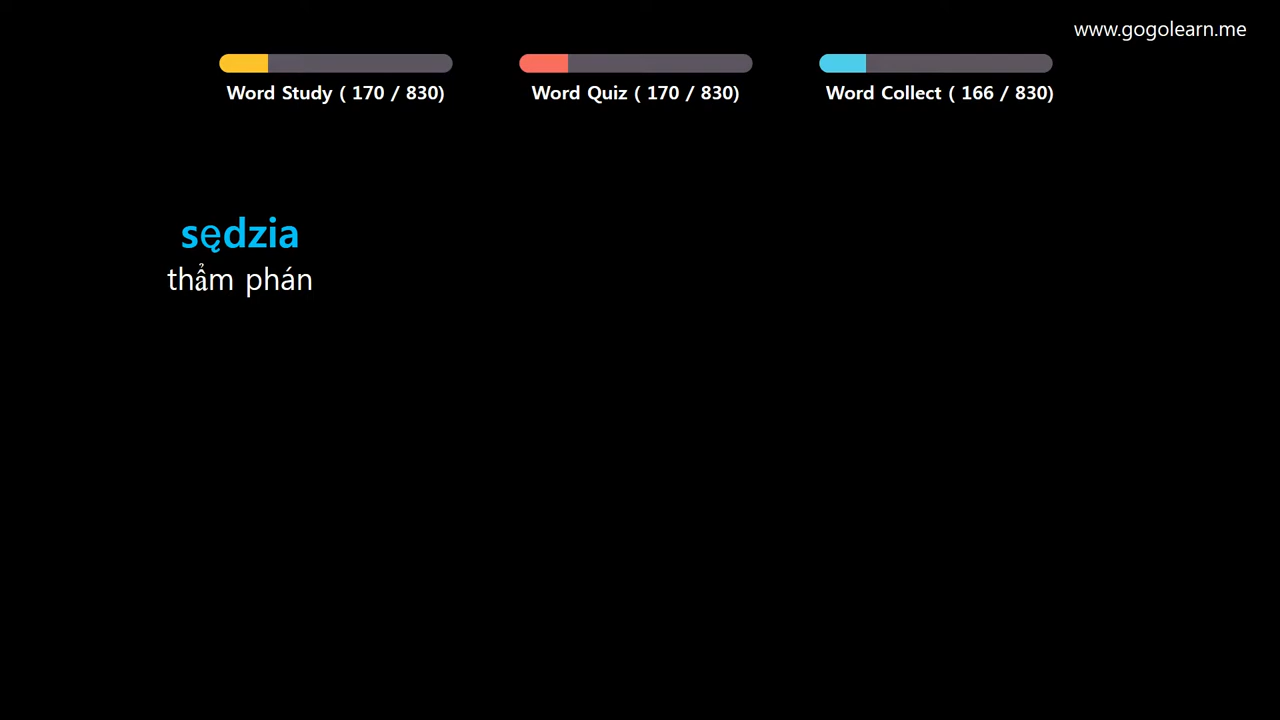 www.gogolearn.me
Word Study ( 170 / 830)
Word Quiz ( 170 / 830)
Word Collect ( 166 / 830)
sędzia
thẩm phán